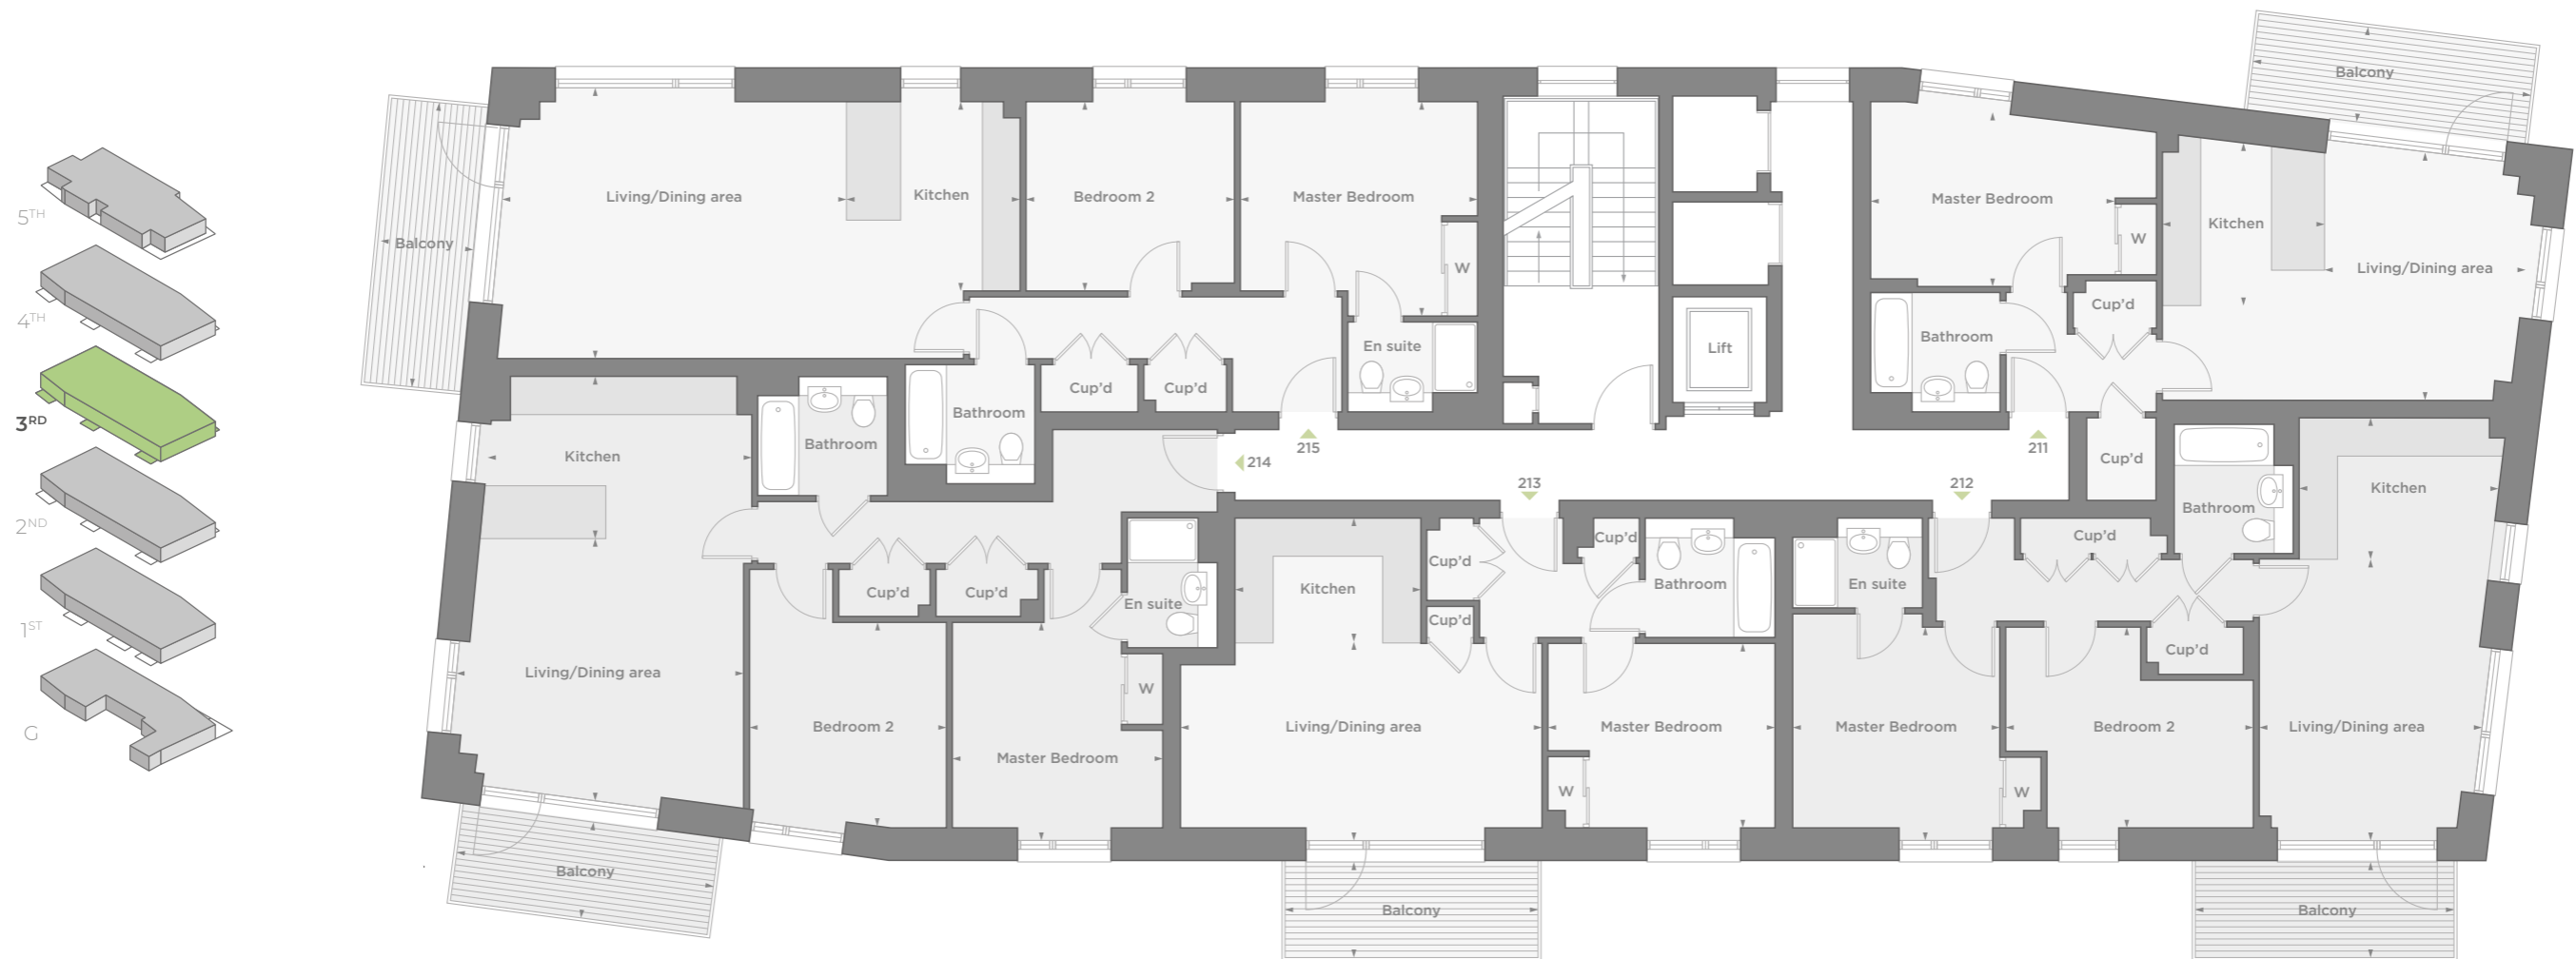 5TH
4TH
3RD
2ND
1ST
G
Balcony
Living/Dining area
Kitchen
Bedroom 2
Master Bedroom
W
En suite
Bathroom
Cup'd
Cup'd
215
Lift
Master Bedroom
W
Bathroom
Cup'd
Kitchen
Living/Dining area
Balcony
Cup'd
211
Kitchen
Living/Dining area
Bathroom
Cup'd
Cup'd
Bedroom 2
Master Bedroom
En suite
W
Balcony
214
213
Kitchen
Cup'd
Cup'd
Cup'd
Bathroom
Living/Dining area
Master Bedroom
W
Balcony
212
En suite
Cup'd
Bathroom
Kitchen
Cup'd
Master Bedroom
W
Bedroom 2
Living/Dining area
Balcony